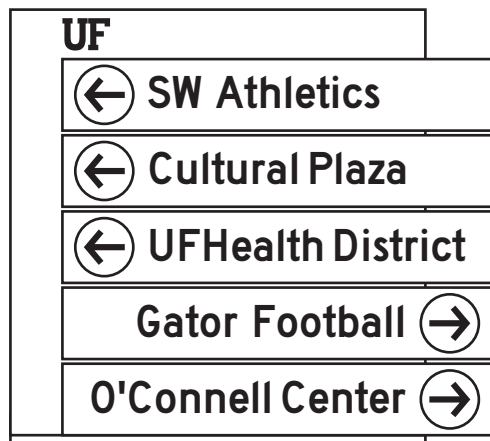 UF
SW Athletics
Cultural Plaza
UFHealth District
Gator Football
O'Connell Center